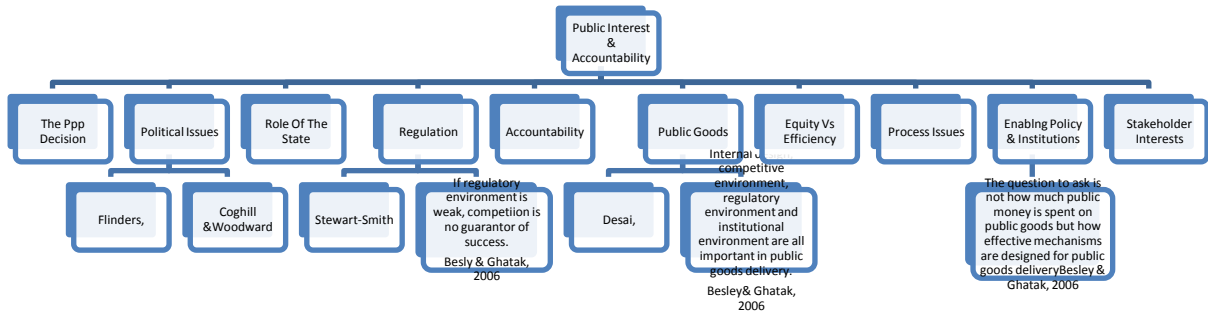 Public Interest
&
Accountability
The Ppp
Decision
Political Issues
Role Of The
State
Regulation
Accountability
Public Goods
Equity Vs
Efficiency
Process Issues
Enablng Policy
& Institutions
Stakeholder
Interests
Flinders,
Coghill
&Woodward
Stewart-Smith
If regulatory
environment is
weak, competiion is
no guarantor of
success.
Besly & Ghatak,
2006
Desai,
Internal
competitive
environment,
regulatory
environment and
institutional
environment are all
important in public
goods delivery.
Besley& Ghatak,
2006
The question to ask is
not how much public
money is spent on
public goods but how
effective mechanisms
are designed for public
goods deliveryBesley &
Ghatak, 2006